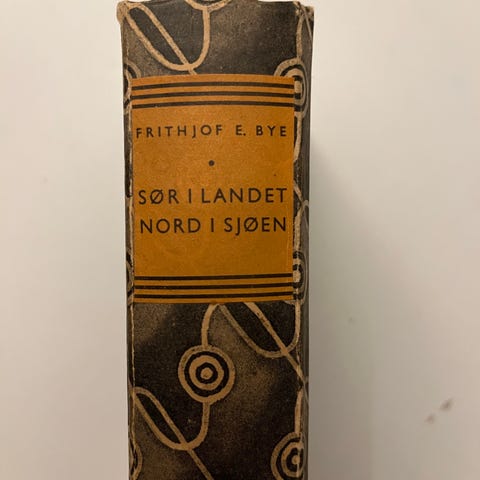 FRITHJOF E. BYE
•
SØR I LANDET
NORD I SJØEN